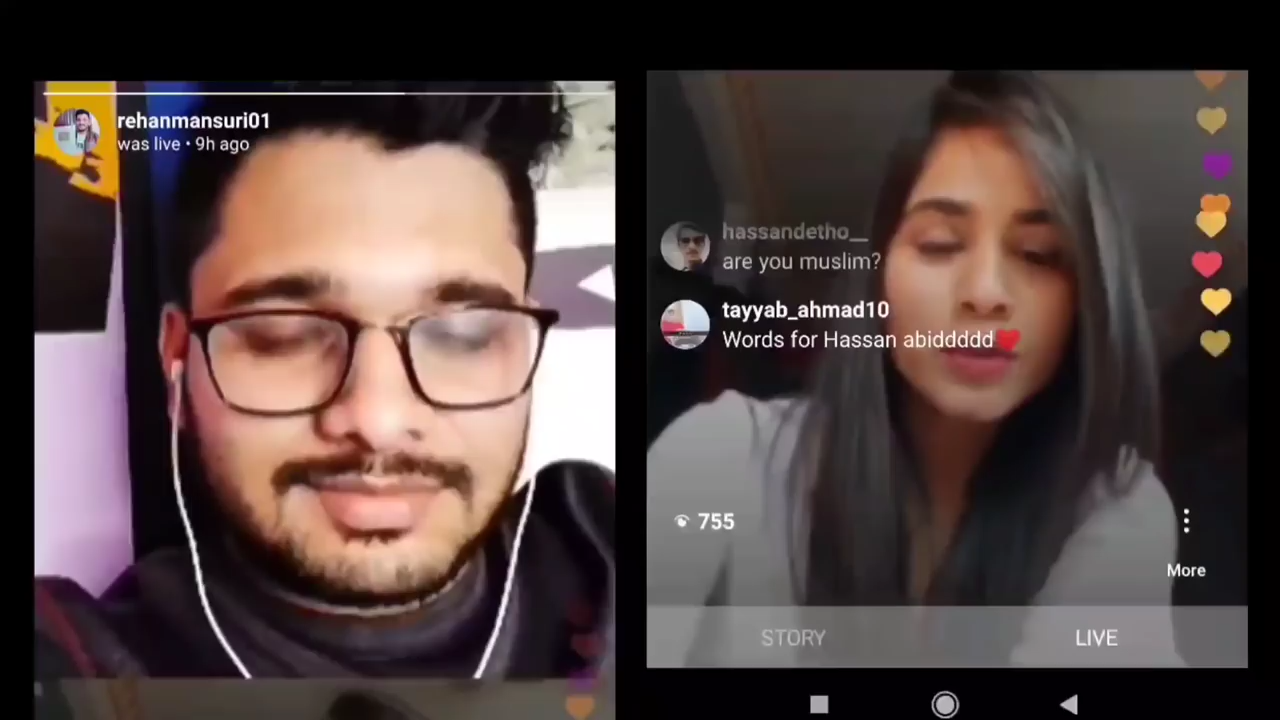 rehanmansuri01
was live • 9h ago
hassandetho__
are you muslim?
tayyab_ahmad10
Words for Hassan abiddddd❤️
755
More
STORY
LIVE